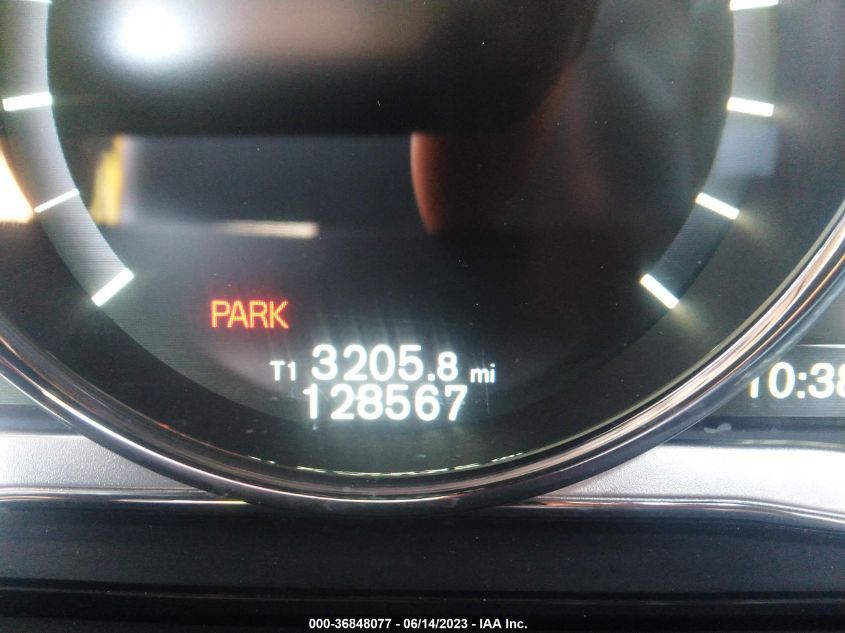 PARK
T1 3205.8 mi
128567
10:38
000-36848077 - 06/14/2023 - IAA Inc.